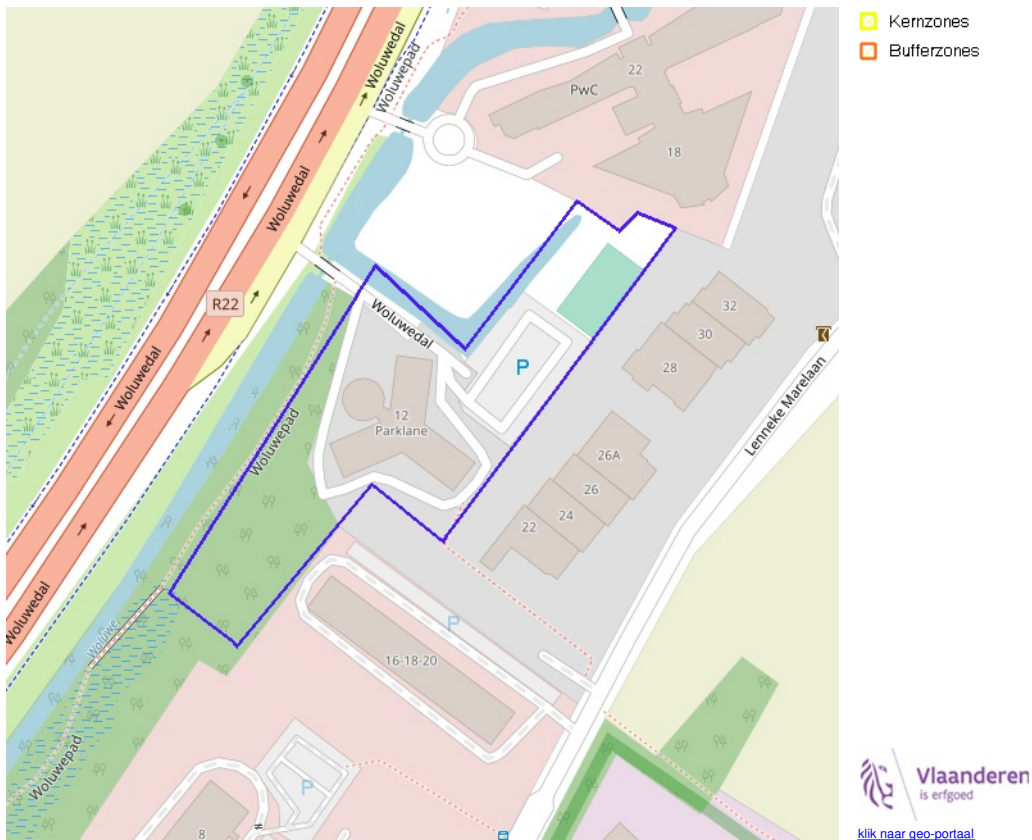 Kernzones
Bufferzones
Woluwedal
Woluwepad
22
PwC
18
Woluwedal
R22
Woluwedal
32
30
28
P
Woluwedal
12
Parklane
Woluwepad
Lenneke Marelaan
26A
26
24
22
Woluwedal
Woluwe
P
16-18-20
Woluwepad
P
8
Vlaanderen
is erfgoed
klik naar geo-portaal